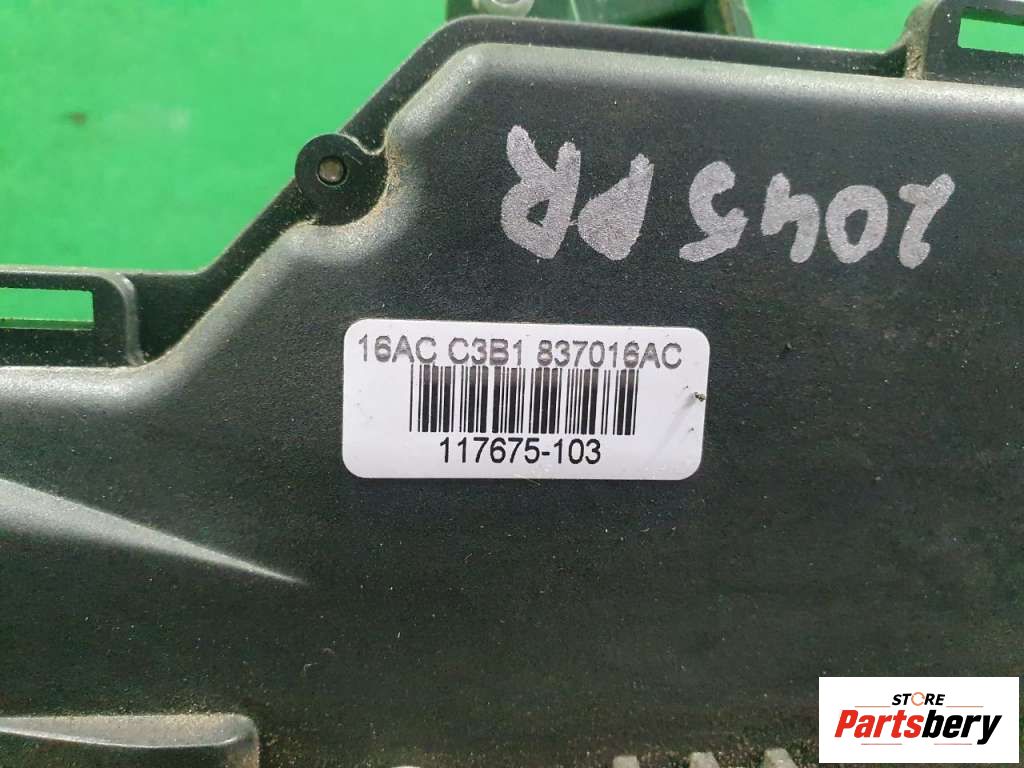 2045 PR
16AC C3B1 837016AC
117675-103
STORE
Partsbery